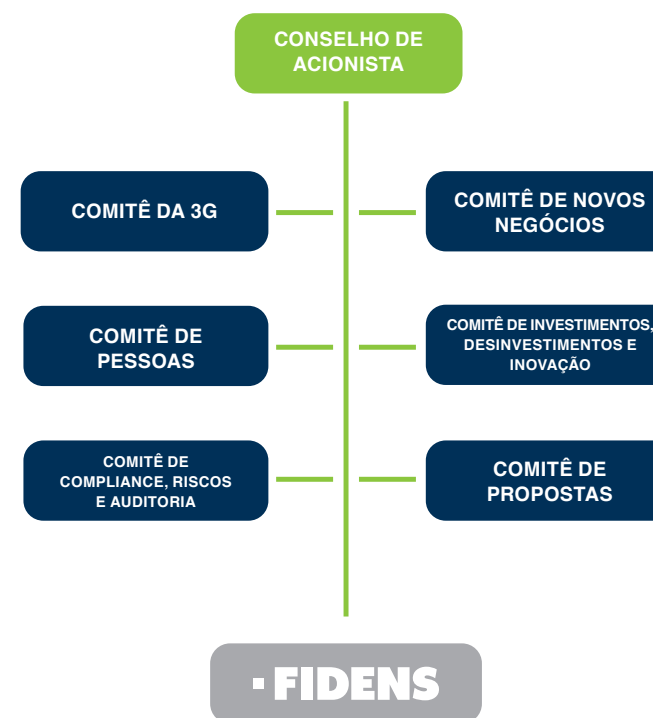 CONSELHO DE
ACIONISTA
COMITÊ DA 3G
COMITÊ DE NOVOS
NEGÓCIOS
COMITÊ DE
PESSOAS
COMITÊ DE INVESTIMENTOS,
DESINVESTIMENTOS E
INOVAÇÃO
COMITÊ DE
COMPLIANCE, RISCOS
E AUDITORIA
COMITÊ DE
PROPOSTAS
FIDENS